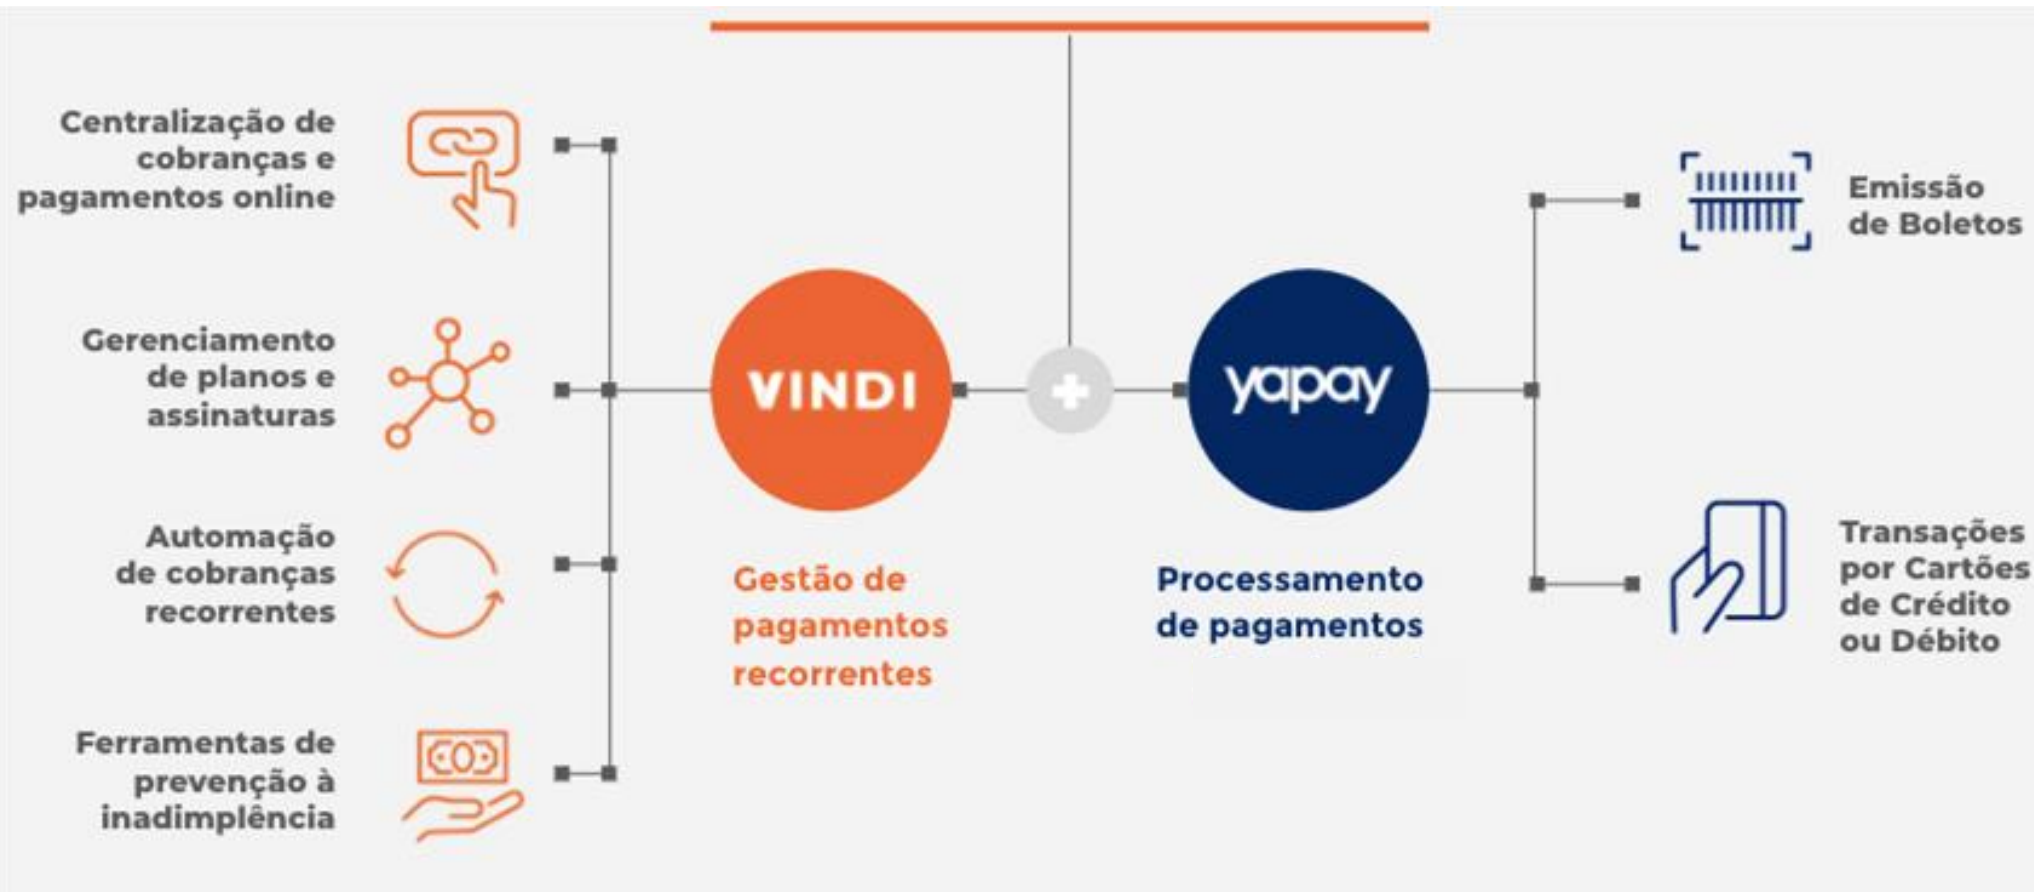 Centralização de
cobranças e
pagamentos online
Gerenciamento
de planos e
assinaturas
Automação
de cobranças
recorrentes
Ferramentas de
prevenção à
inadimplência
VINDI
Gestão de
pagamentos
recorrentes
+
yapay
Processamento
de pagamentos
Emissão
de Boletos
Transações
por Cartões
de Crédito
ou Débito